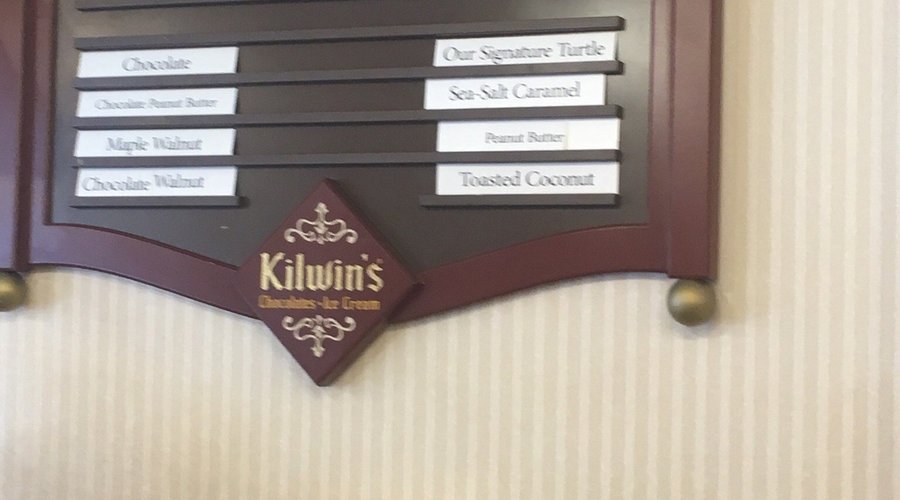 Chocolate
Chocolate Peanut Butter
Maple Walnut
Chocolate Walnut
Our Signature Turtle
Sea-Salt Caramel
Peanut Butter
Toasted Coconut
Kilwin's
Chocolates - Ice Cream